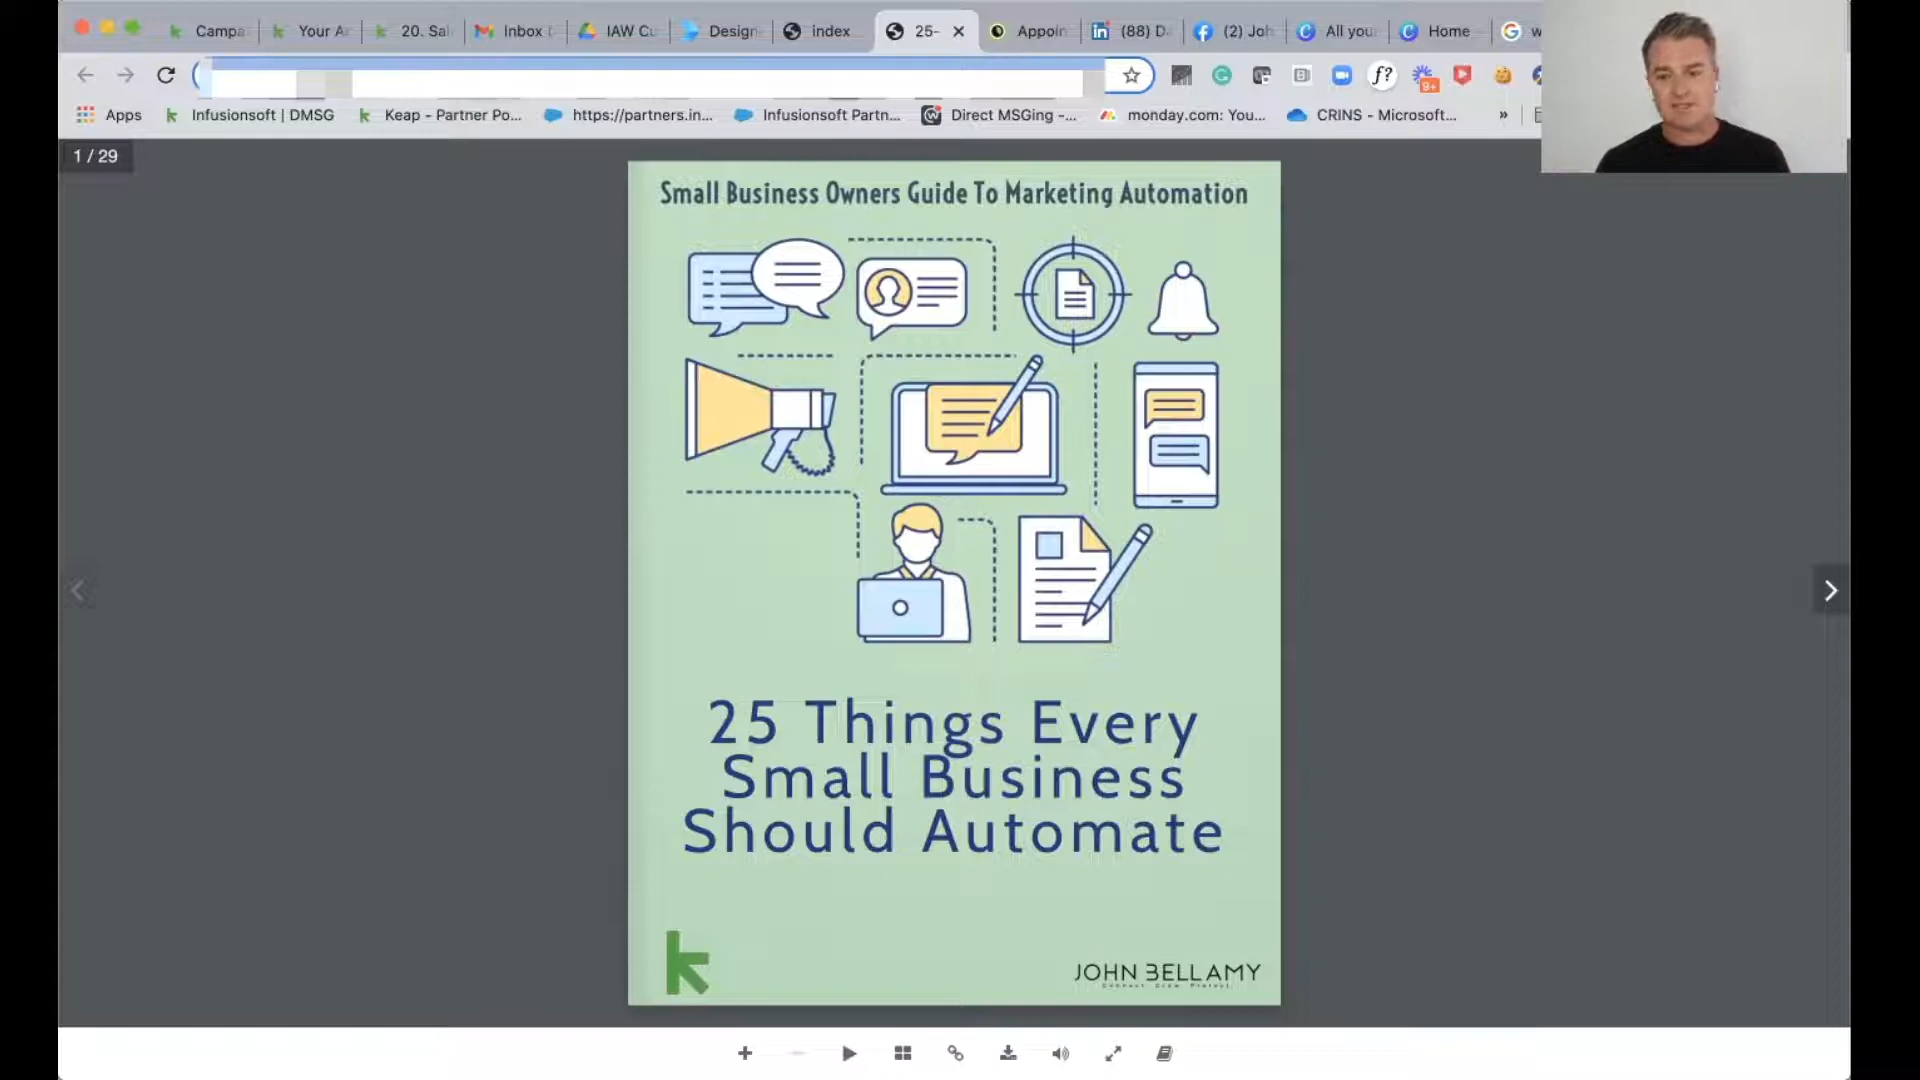 Campa
Your A
20. Sal
Inbox (
IAW Cu
Design
index
25-
Appoin
(88) D
(2) Joh
All you
Home
w
f?
9+
Apps
Infusionsoft | DMSG
Keap - Partner Po...
https://partners.in...
Infusionsoft Partn...
Direct MSGing -...
monday.com: You...
CRINS - Microsoft...
»
1 / 29
Small Business Owners Guide To Marketing Automation
25 Things Every
Small Business
Should Automate
JOHN BELLAMY